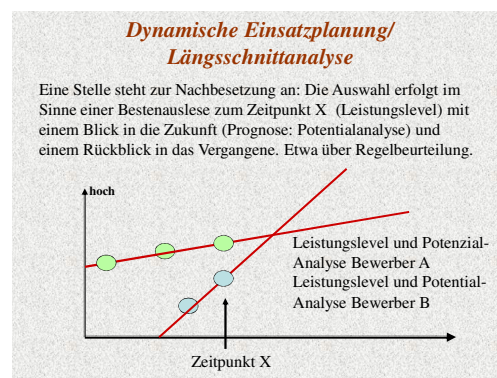 Dynamische Einsatzplanung/
Längsschnittanalyse
Eine Stelle steht zur Nachbesetzung an: Die Auswahl erfolgt im
Sinne einer Bestenauslese zum Zeitpunkt X (Leistungslevel) mit
einem Blick in die Zukunft (Prognose: Potentialanalyse) und
einem Rückblick in das Vergangene. Etwa über Regelbeurteilung.
hoch
Leistungslevel und Potenzial-
Analyse Bewerber A
Leistungslevel und Potential-
Analyse Bewerber B
Zeitpunkt X